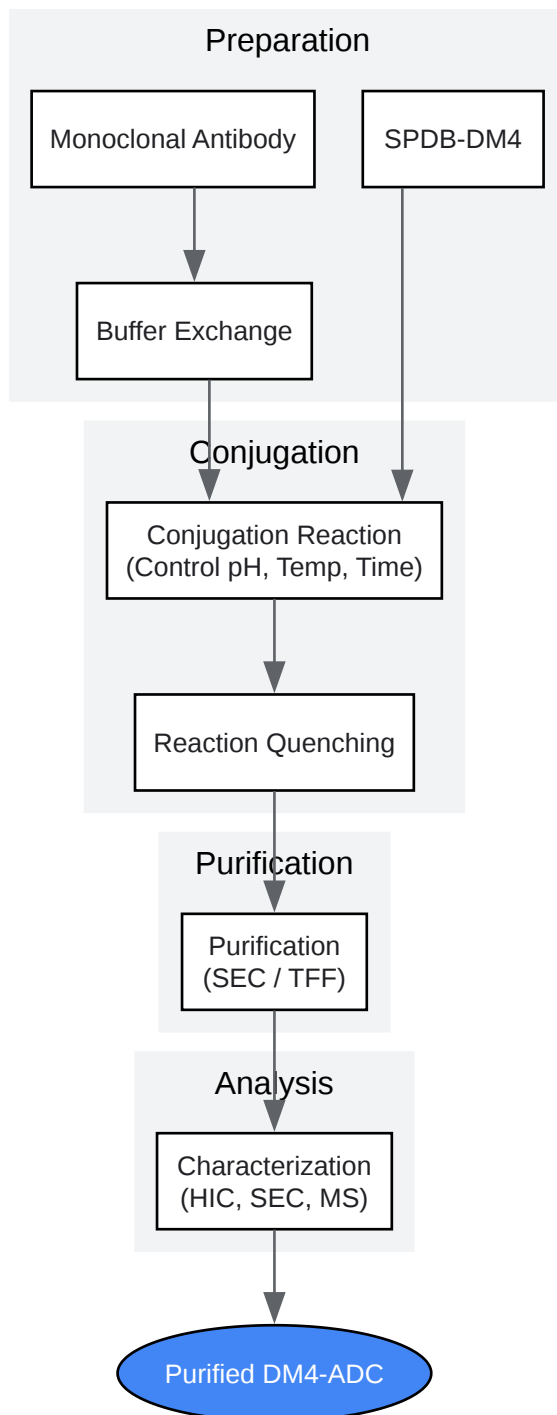 Preparation
Monoclonal Antibody
SPDB-DM4
Buffer Exchange
Conjugation
Conjugation Reaction
(Control pH, Temp, Time)
Reaction Quenching
Purification
Purification
(SEC / TFF)
Analysis
Characterization
(HIC, SEC, MS)
Purified DM4-ADC